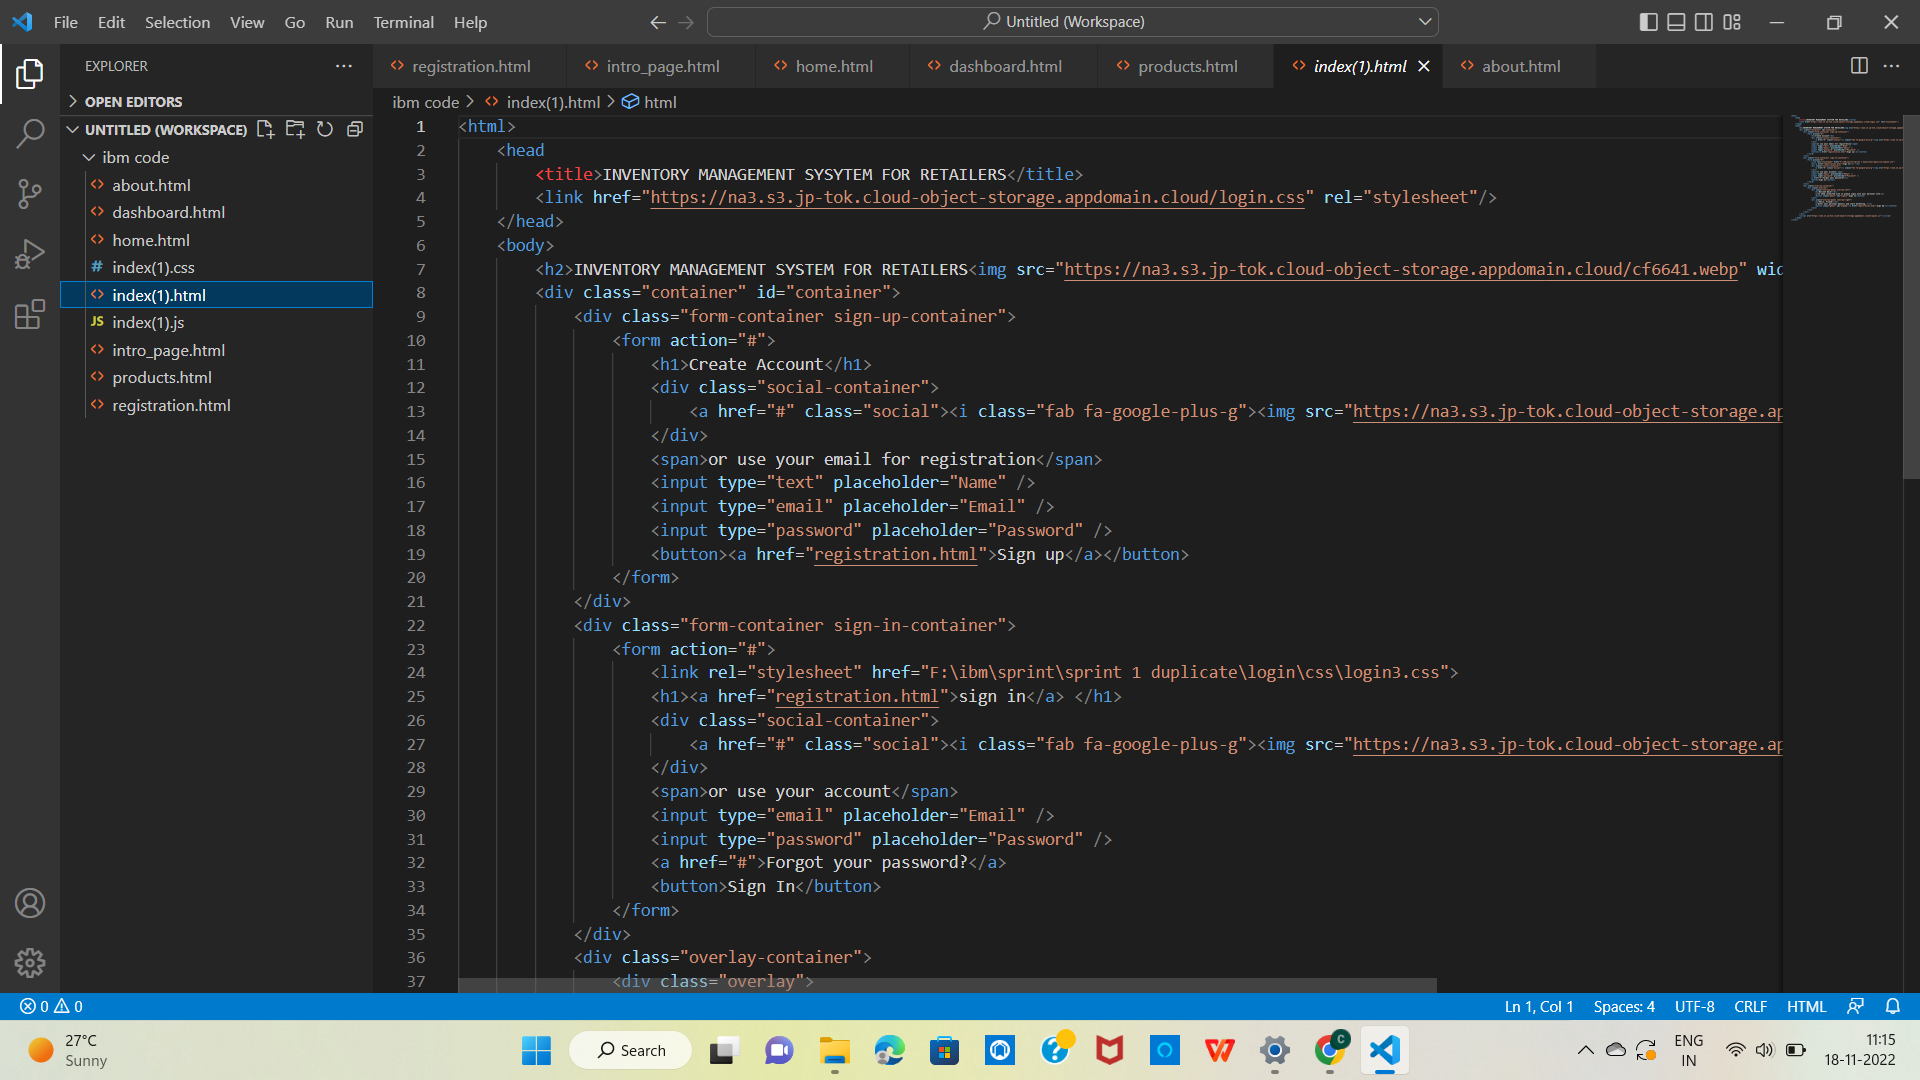 File Edit Selection View Go Run Terminal Help
Untitled (Workspace)
EXPLORER
OPEN EDITORS
UNTITLED (WORKSPACE)
ibm code
about.html
dashboard.html
home.html
# index(1).css
index(1).html
JS index(1).js
intro_page.html
products.html
registration.html
registration.html intro_page.html home.html dashboard.html products.html index(1).html about.html
ibm code > index(1).html > html
1 <html>
2 <head
3 <title>INVENTORY MANAGEMENT SYSYTEM FOR RETAILERS</title>
4 <link href="https://na3.s3.jp-tok.cloud-object-storage.appdomain.cloud/login.css" rel="stylesheet"/>
5 </head>
6 <body>
7 <h2>INVENTORY MANAGEMENT SYSTEM FOR RETAILERS<img src="https://na3.s3.jp-tok.cloud-object-storage.appdomain.cloud/cf6641.webp" wid
8 <div class="container" id="container">
9 <div class="form-container sign-up-container">
10 <form action="#">
11 <h1>Create Account</h1>
12 <div class="social-container">
13 <a href="#" class="social"><i class="fab fa-google-plus-g"><img src="https://na3.s3.jp-tok.cloud-object-storage.ap
14 </div>
15 <span>or use your email for registration</span>
16 <input type="text" placeholder="Name" />
17 <input type="email" placeholder="Email" />
18 <input type="password" placeholder="Password" />
19 <button><a href="registration.html">Sign up</a></button>
20 </form>
21 </div>
22 <div class="form-container sign-in-container">
23 <form action="#">
24 <link rel="stylesheet" href="F:\ibm\sprint\sprint 1 duplicate\login\css\login3.css">
25 <h1><a href="registration.html">sign in</a> </h1>
26 <div class="social-container">
27 <a href="#" class="social"><i class="fab fa-google-plus-g"><img src="https://na3.s3.jp-tok.cloud-object-storage.ap
28 </div>
29 <span>or use your account</span>
30 <input type="email" placeholder="Email" />
31 <input type="password" placeholder="Password" />
32 <a href="#">Forgot your password?</a>
33 <button>Sign In</button>
34 </form>
35 </div>
36 <div class="overlay-container">
37 <div class="overlay">
0 0
Ln 1, Col 1 Spaces: 4 UTF-8 CRLF HTML
27°C
Sunny
Search
C
ENG
IN
11:15
18-11-2022